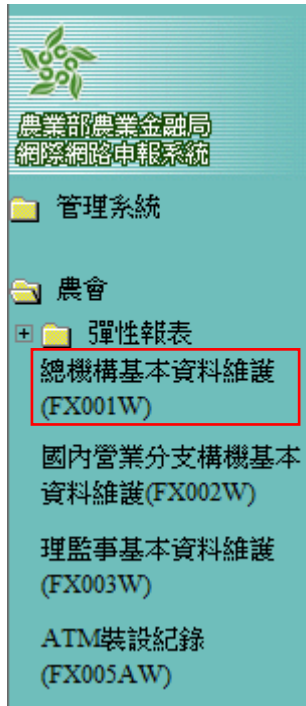 農業部農業金融局
網際網路申報系統
管理系統
農會
彈性報表
總機構基本資料維護
(FX001W)
國內營業分支構機基本
資料維護(FX002W)
理監事基本資料維護
(FX003W)
ATM裝設紀錄
(FX005AW)